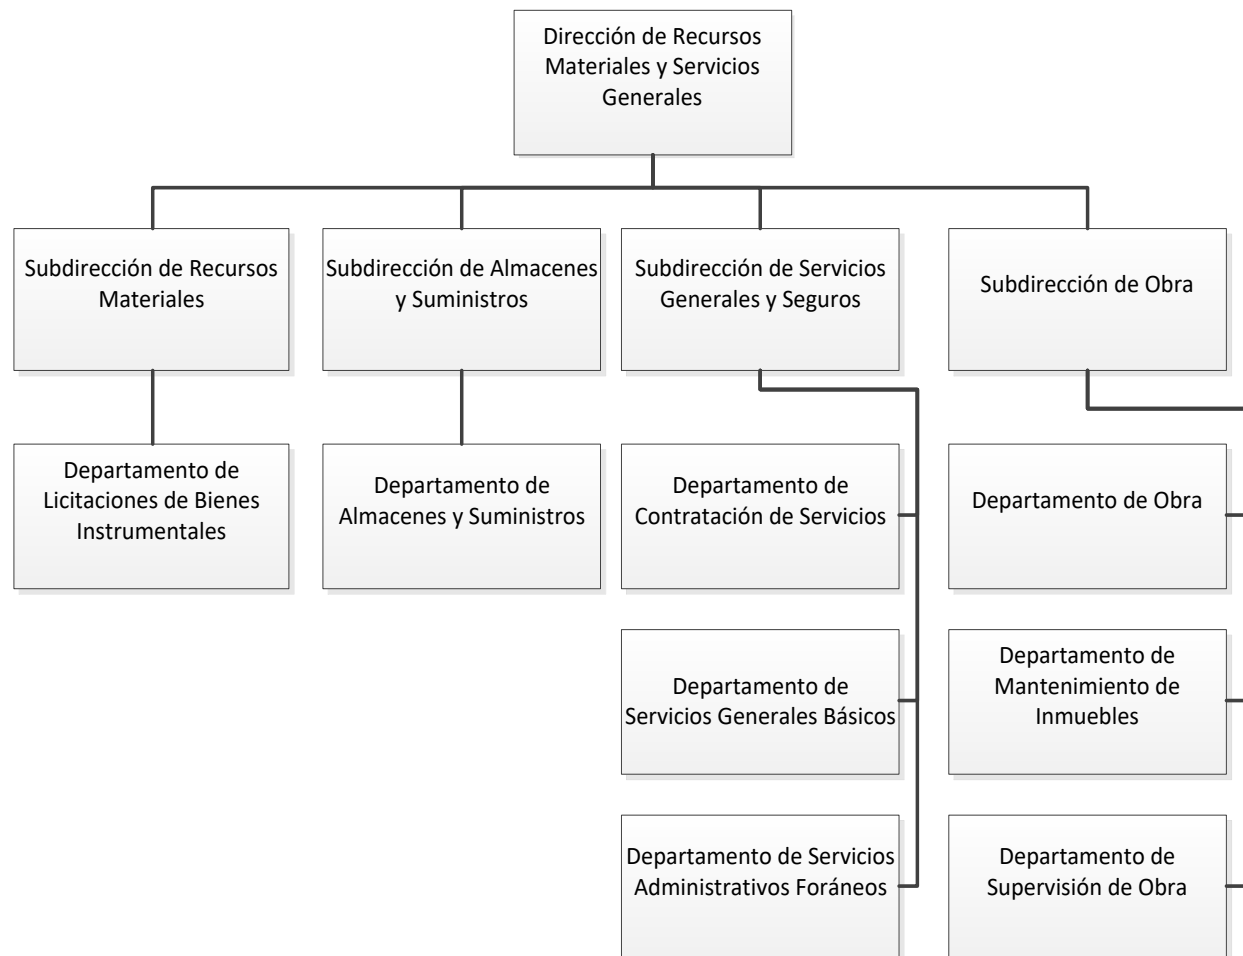 Dirección de Recursos
Materiales y Servicios
Generales
Subdirección de Recursos
Materiales
Subdirección de Almacenes
y Suministros
Subdirección de Servicios
Generales y Seguros
Subdirección de Obra
Departamento de
Licitaciones de Bienes
Instrumentales
Departamento de
Almacenes y Suministros
Departamento de
Contratación de Servicios
Departamento de Obra
Departamento de
Servicios Generales Básicos
Departamento de
Mantenimiento de
Inmuebles
Departamento de Servicios
Administrativos Foráneos
Departamento de
Supervisión de Obra